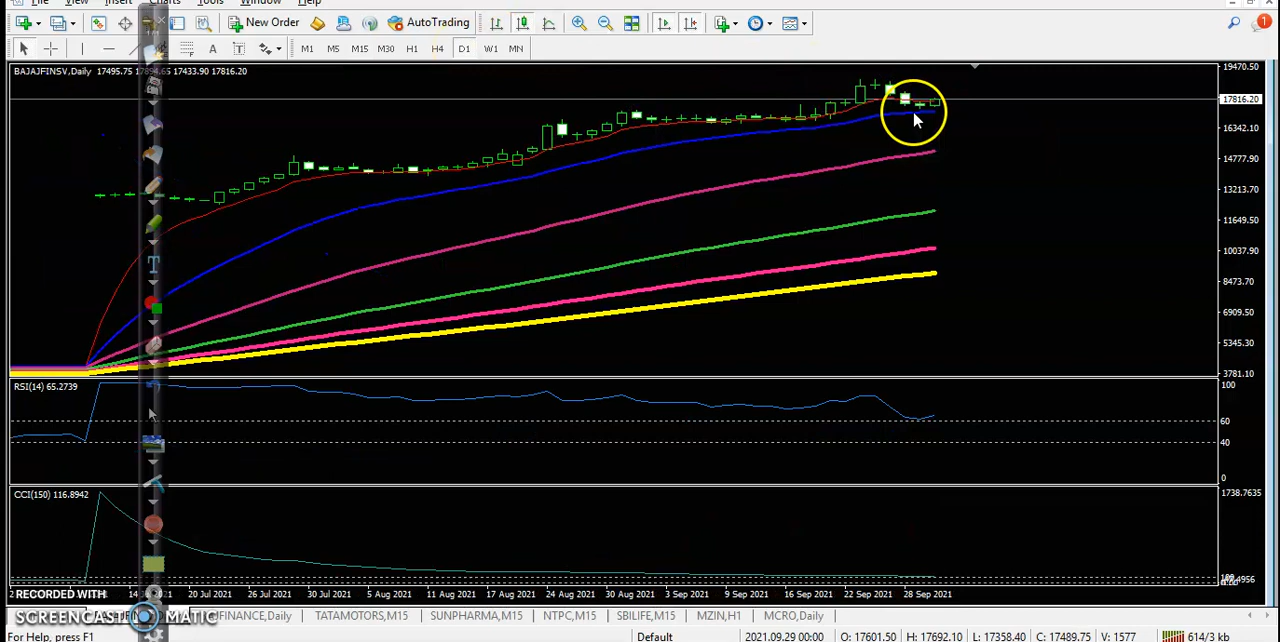 View Insert Charts Tools Window Help
New Order AutoTrading 1
A T M1 M5 M15 M30 H1 H4 D1 W1 MN
BAJAJFINSV,Daily 17495.75 17894.65 17433.90 17816.20
19470.50
17816.20
16342.10
14777.90
13213.70
11649.50
10037.90
8473.70
6909.50
5345.30
3781.10
T
RSI(14) 65.2739
100
60
40
0
CCI(150) 116.8942
1738.7635
20 Jul 2021 26 Jul 2021 30 Jul 2021 5 Aug 2021 11 Aug 2021 18 Aug 2021 24 Aug 2021 30 Aug 2021 3 Sep 2021 9 Sep 2021 16 Sep 2021 22 Sep 2021 28 Sep 2021
RECORDED WITH
SCREENCAST MATIC
FINANCE,Daily TATAMOTORS,M15 SUNPHARMA,M15 NTPC,M15 SBILIFE,M15 MZIN,H1 MCRO,Daily
For Help, press F1 Default 2021.09.29 00:00 O: 17601.50 H: 17692.10 L: 17358.40 C: 17489.75 V: 1577 614/3 kb